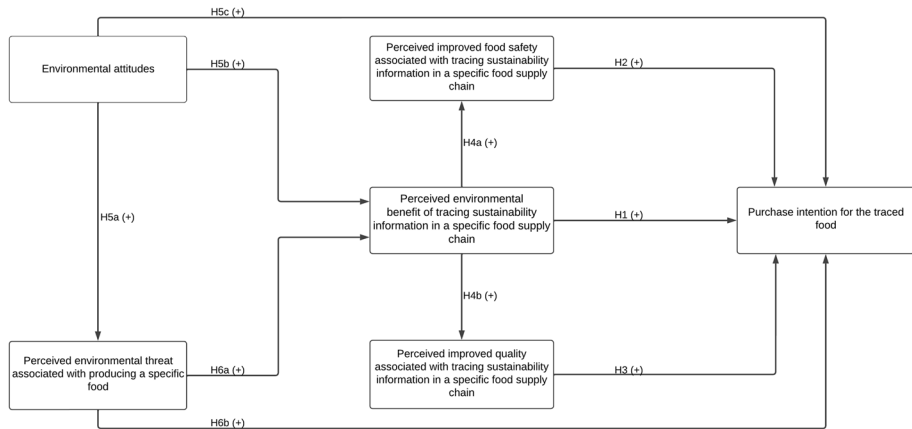 H5c (+)
Environmental attitudes
H5b (+)
Perceived improved food safety
associated with tracing sustainability
information in a specific food supply
chain
H2 (+)
H4a (+)
H5a (+)
Perceived environmental
benefit of tracing sustainability
information in a specific food supply
chain
H1 (+)
Purchase intention for the traced
food
H4b (+)
Perceived environmental threat
associated with producing a specific
food
H6a (+)
Perceived improved quality
associated with tracing sustainability
information in a specific food supply
chain
H3 (+)
H6b (+)